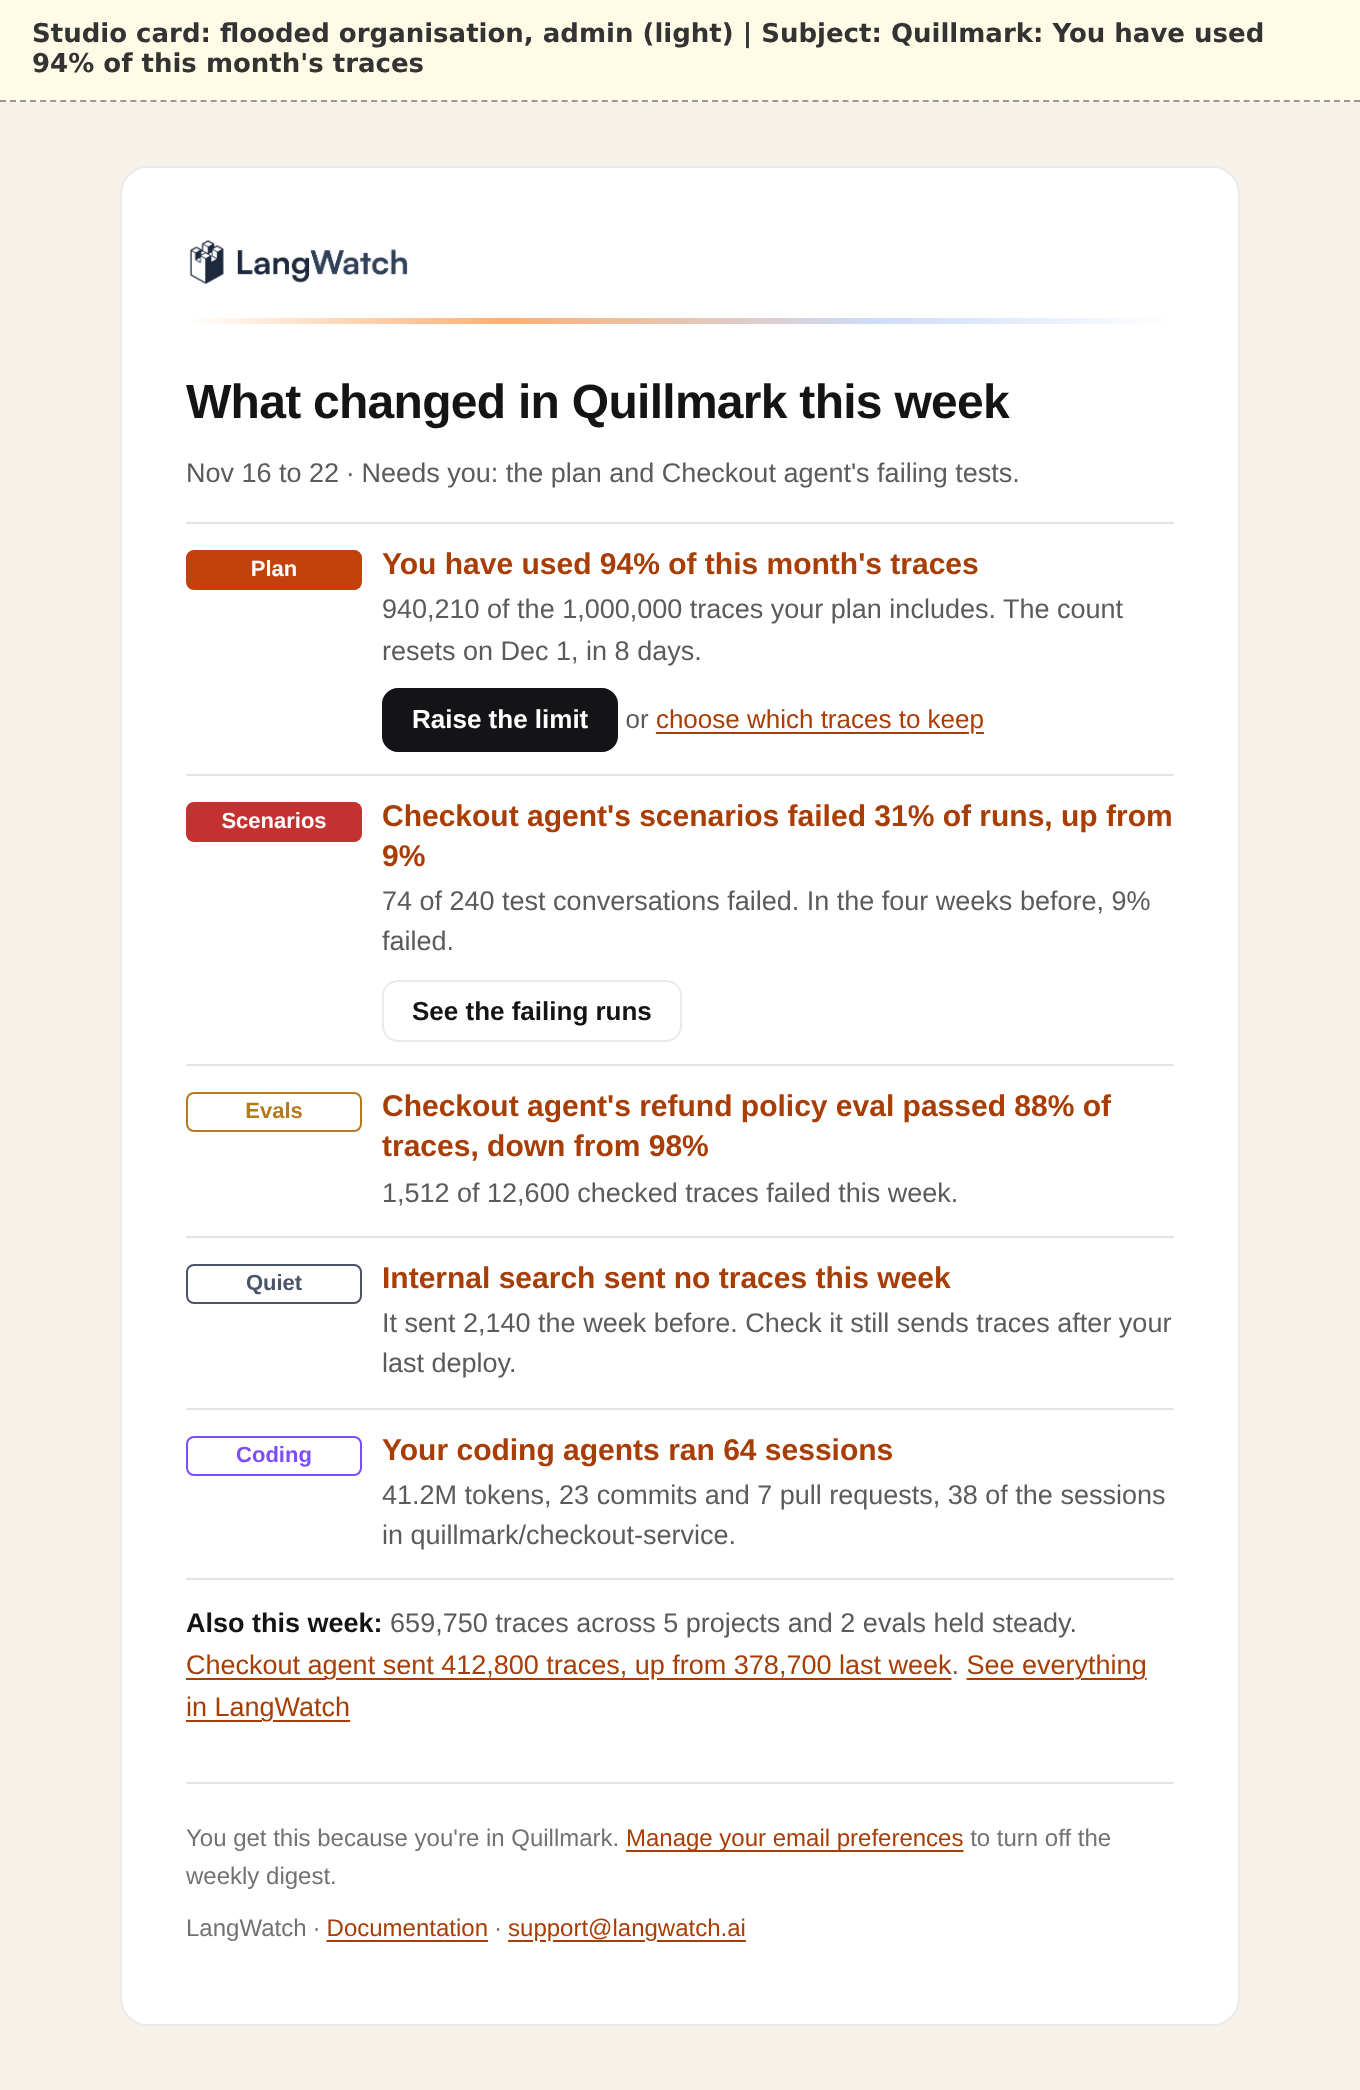 Studio card: flooded organisation, admin (light) | Subject: Quillmark: You have used
94% of this month's traces
LangWatch
What changed in Quillmark this week
Nov 16 to 22 · Needs you: the plan and Checkout agent's failing tests.
Plan
You have used 94% of this month's traces
940,210 of the 1,000,000 traces your plan includes. The count
resets on Dec 1, in 8 days.
Raise the limit or choose which traces to keep
Scenarios
Checkout agent's scenarios failed 31% of runs, up from
9%
74 of 240 test conversations failed. In the four weeks before, 9%
failed.
See the failing runs
Evals
Checkout agent's refund policy eval passed 88% of
traces, down from 98%
1,512 of 12,600 checked traces failed this week.
Quiet
Internal search sent no traces this week
It sent 2,140 the week before. Check it still sends traces after your
last deploy.
Coding
Your coding agents ran 64 sessions
41.2M tokens, 23 commits and 7 pull requests, 38 of the sessions
in quillmark/checkout-service.
Also this week: 659,750 traces across 5 projects and 2 evals held steady.
Checkout agent sent 412,800 traces, up from 378,700 last week. See everything
in LangWatch
You get this because you're in Quillmark. Manage your email preferences to turn off the
weekly digest.
LangWatch · Documentation · support@langwatch.ai